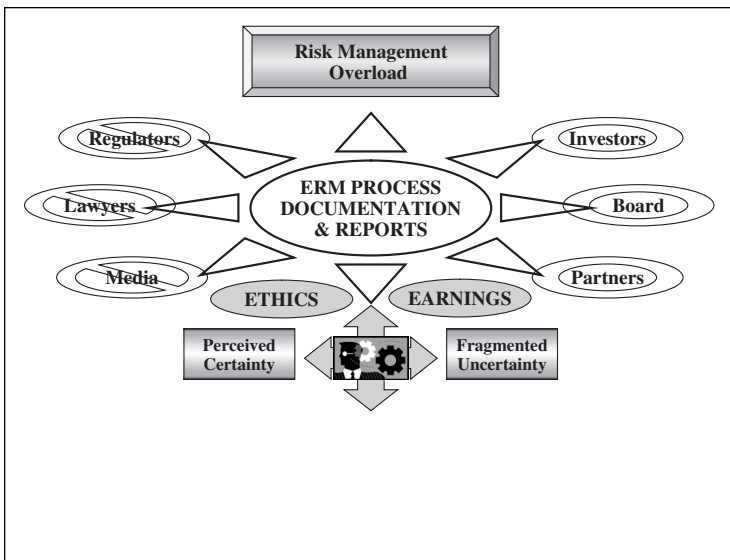 Risk Management
Overload
Regulators
Investors
ERM PROCESS
DOCUMENTATION
& REPORTS
Lawyers
Board
Media
Partners
ETHICS
EARNINGS
Perceived
Certainty
Fragmented
Uncertainty